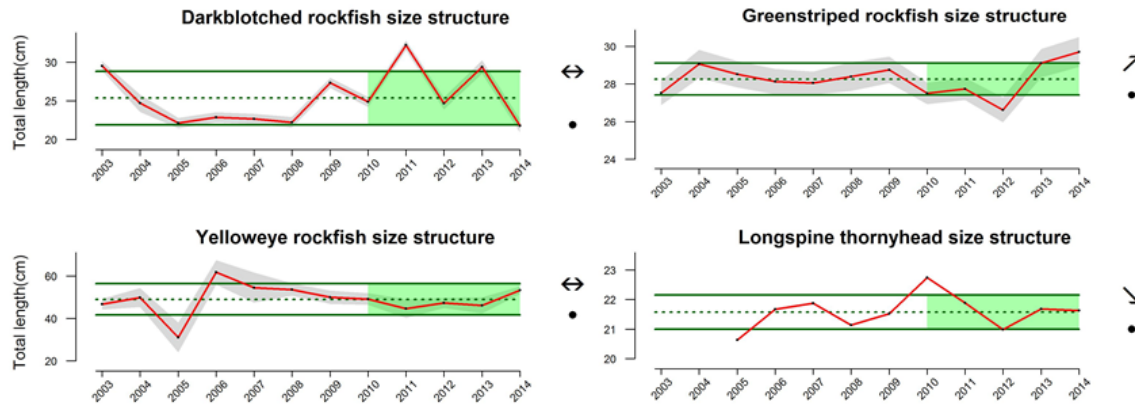 Darkblotched rockfish size structure
Total length(cm)
30
25
20
2003 2004 2005 2006 2007 2008 2009 2010 2011 2012 2013 2014
Greenstriped rockfish size structure
30
28
26
24
2003 2004 2005 2006 2007 2008 2009 2010 2011 2012 2013 2014
Yelloweye rockfish size structure
Total length(cm)
60
40
20
2003 2004 2005 2006 2007 2008 2009 2010 2011 2012 2013 2014
Longspine thornyhead size structure
23
22
21
20
2003 2004 2005 2006 2007 2008 2009 2010 2011 2012 2013 2014